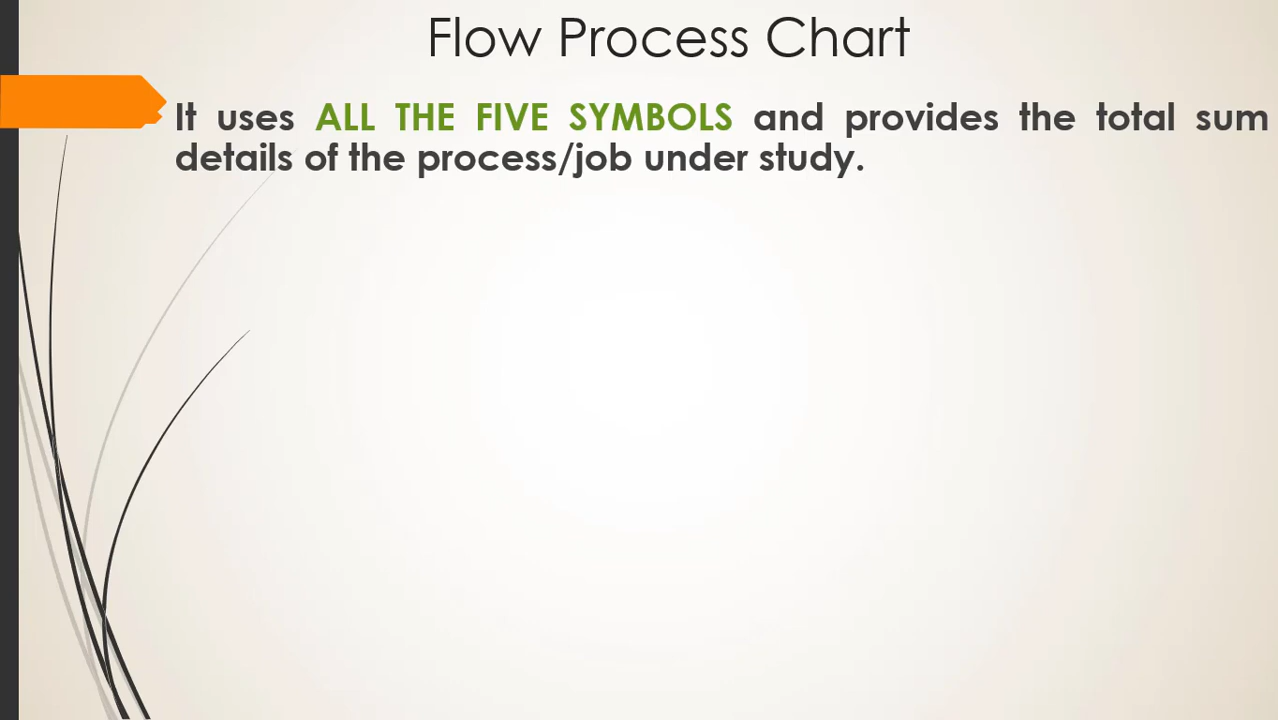 Flow Process Chart
It uses ALL THE FIVE SYMBOLS and provides the total sum
details of the process/job under study.